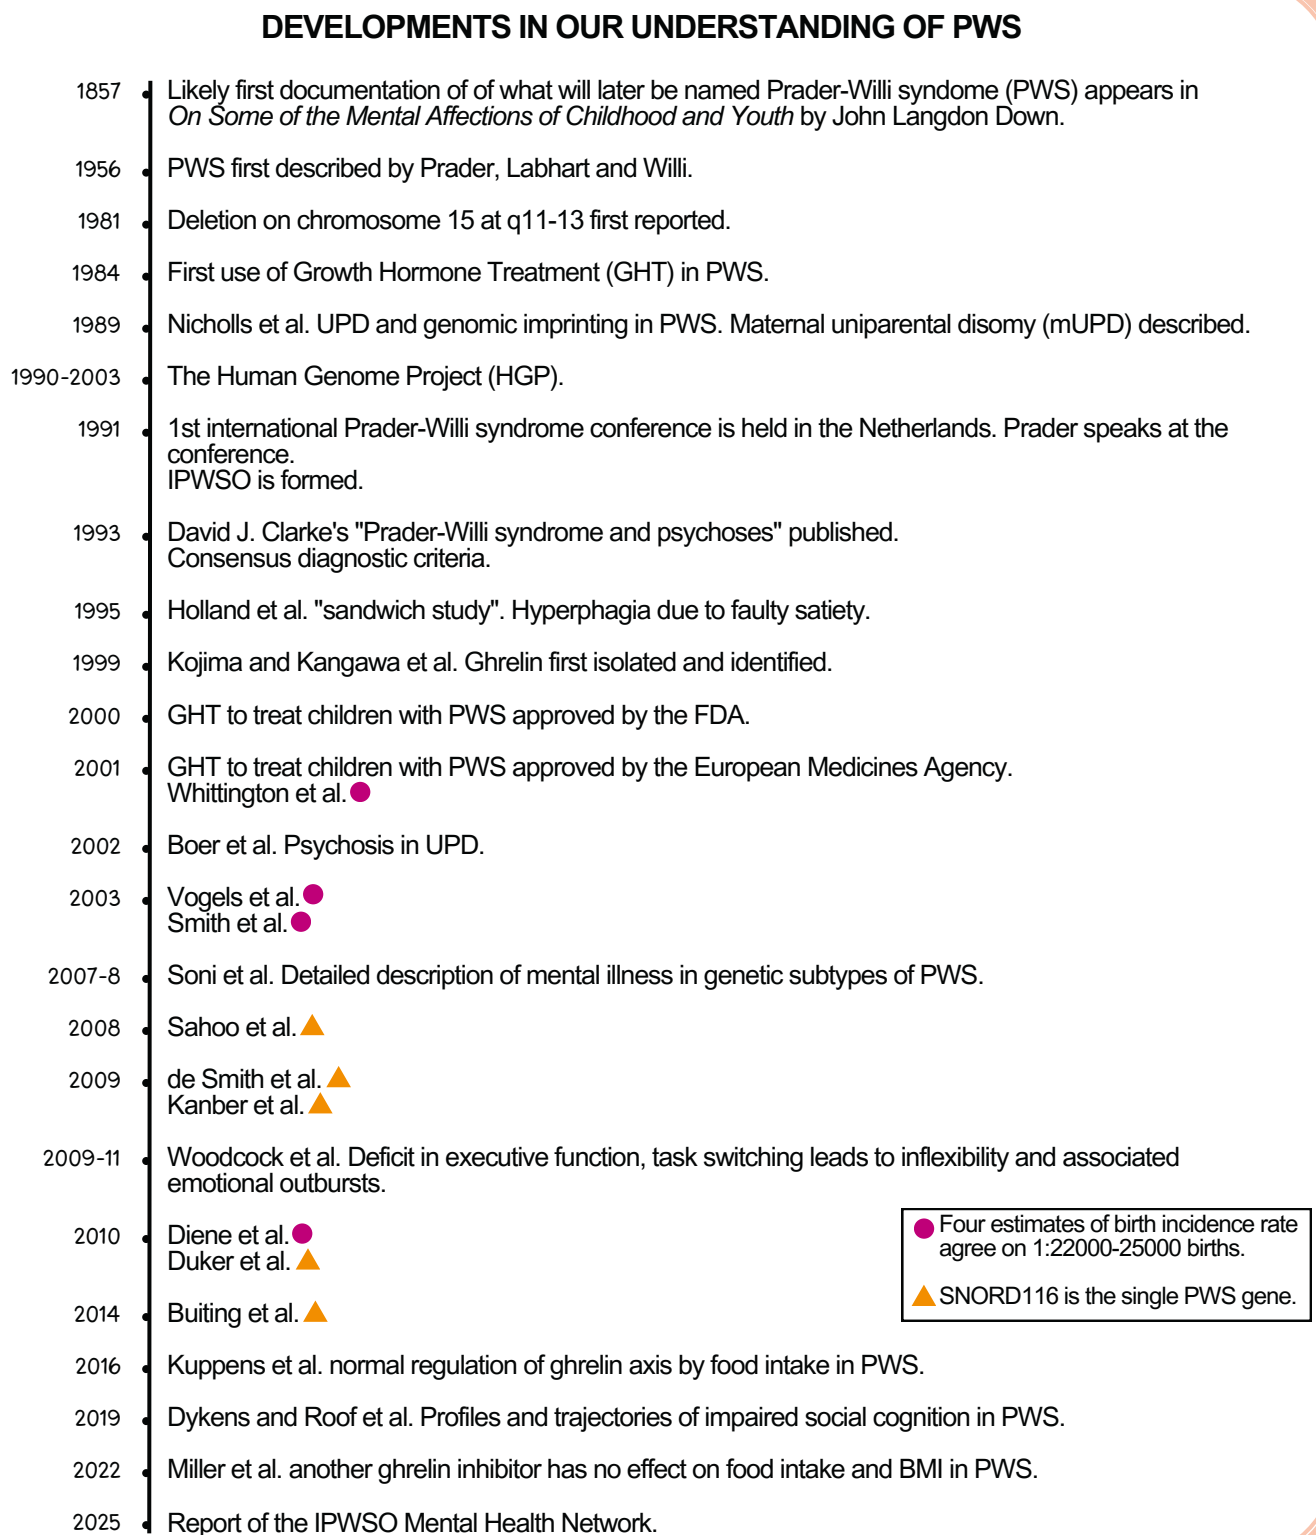 DEVELOPMENTS IN OUR UNDERSTANDING OF PWS
1857 Likely first documentation of of what will later be named Prader-Willi syndome (PWS) appears in
On Some of the Mental Affections of Childhood and Youth by John Langdon Down.
1956 PWS first described by Prader, Labhart and Willi.
1981 Deletion on chromosome 15 at q11-13 first reported.
1984 First use of Growth Hormone Treatment (GHT) in PWS.
1989 Nicholls et al. UPD and genomic imprinting in PWS. Maternal uniparental disomy (mUPD) described.
1990-2003 The Human Genome Project (HGP).
1991 1st international Prader-Willi syndrome conference is held in the Netherlands. Prader speaks at the
conference.
IPWSO is formed.
1993 David J. Clarke's "Prader-Willi syndrome and psychoses" published.
Consensus diagnostic criteria.
1995 Holland et al. "sandwich study". Hyperphagia due to faulty satiety.
1999 Kojima and Kangawa et al. Ghrelin first isolated and identified.
2000 GHT to treat children with PWS approved by the FDA.
2001 GHT to treat children with PWS approved by the European Medicines Agency.
Whittington et al.
2002 Boer et al. Psychosis in UPD.
2003 Vogels et al.
Smith et al.
2007-8 Soni et al. Detailed description of mental illness in genetic subtypes of PWS.
2008 Sahoo et al.
2009 de Smith et al.
Kanber et al.
2009-11 Woodcock et al. Deficit in executive function, task switching leads to inflexibility and associated
emotional outbursts.
2010 Diene et al.
Duker et al.
2014 Buiting et al.
Four estimates of birth incidence rate
agree on 1:22000-25000 births.
SNORD116 is the single PWS gene.
2016 Kuppens et al. normal regulation of ghrelin axis by food intake in PWS.
2019 Dykens and Roof et al. Profiles and trajectories of impaired social cognition in PWS.
2022 Miller et al. another ghrelin inhibitor has no effect on food intake and BMI in PWS.
2025 Report of the IPWSO Mental Health Network.